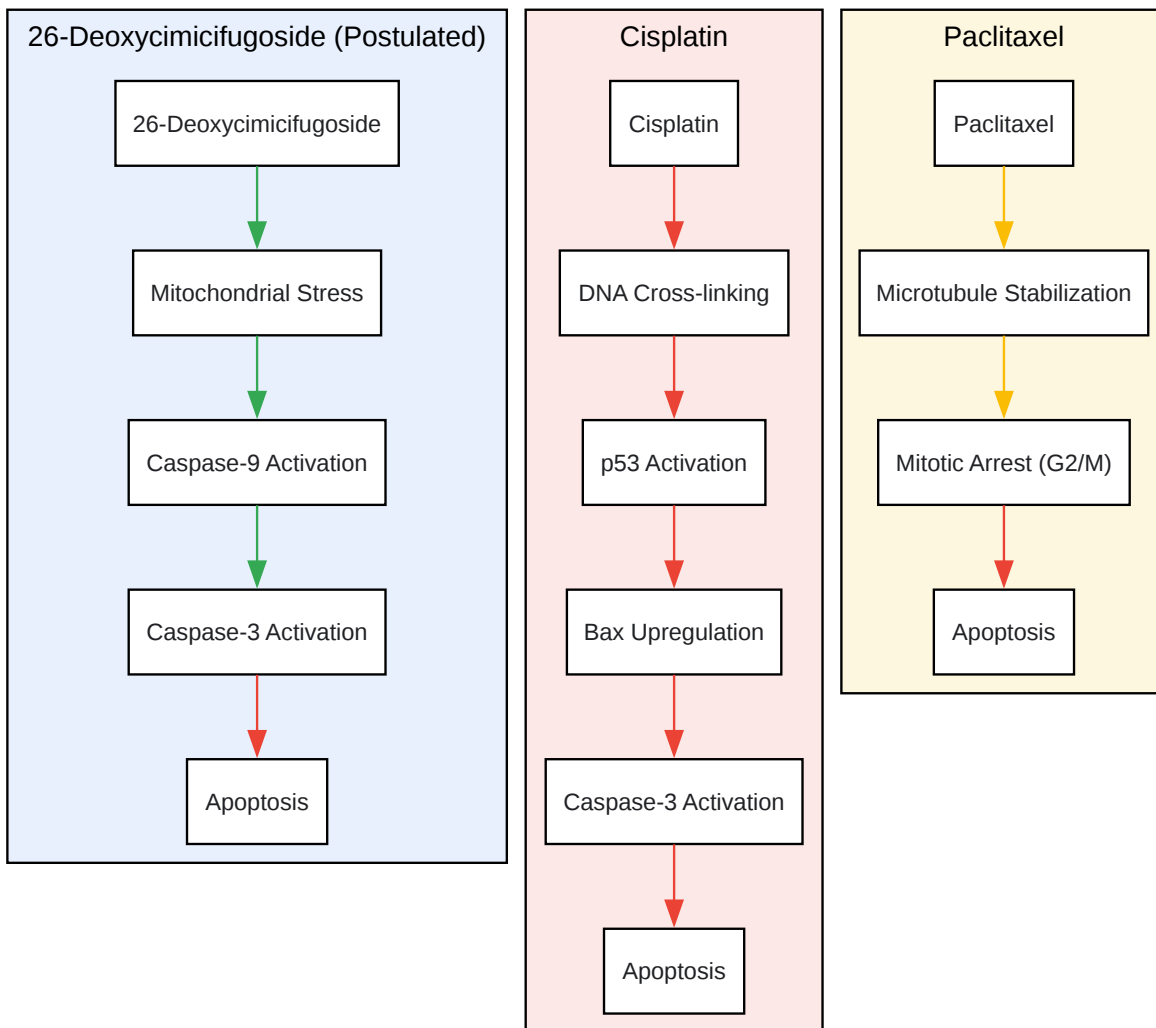 26-Deoxycimicifugoside (Postulated)
26-Deoxycimicifugoside
Mitochondrial Stress
Caspase-9 Activation
Caspase-3 Activation
Apoptosis
Cisplatin
Cisplatin
DNA Cross-linking
p53 Activation
Bax Upregulation
Caspase-3 Activation
Apoptosis
Paclitaxel
Paclitaxel
Microtubule Stabilization
Mitotic Arrest (G2/M)
Apoptosis